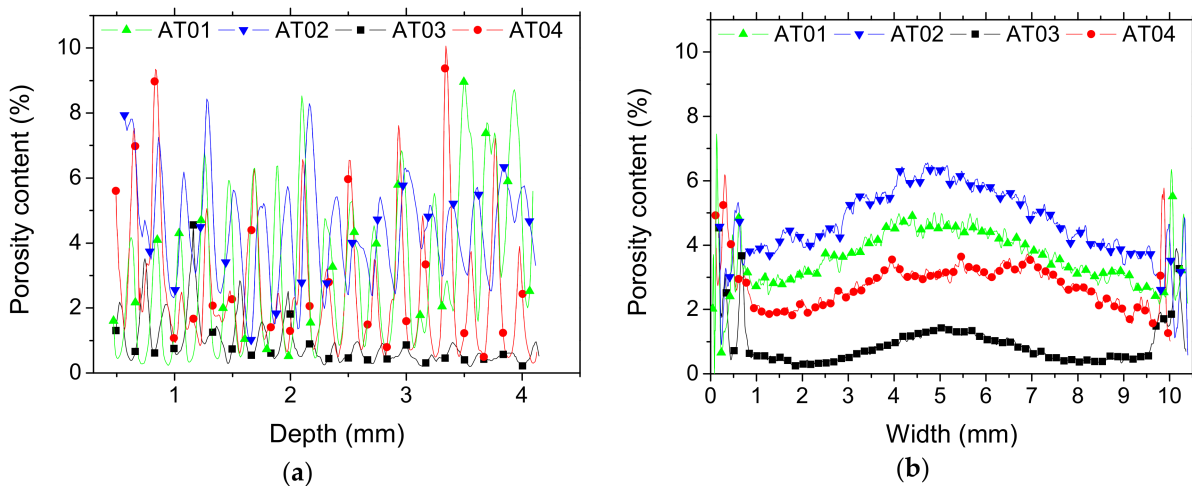 AT01 AT02 AT03 AT04
Porosity content (%)
10
8
6
4
2
0
1 2 3 4
Depth (mm)
(a)
AT01 AT02 AT03 AT04
Porosity content (%)
10
8
6
4
2
0
0 1 2 3 4 5 6 7 8 9 10
Width (mm)
(b)